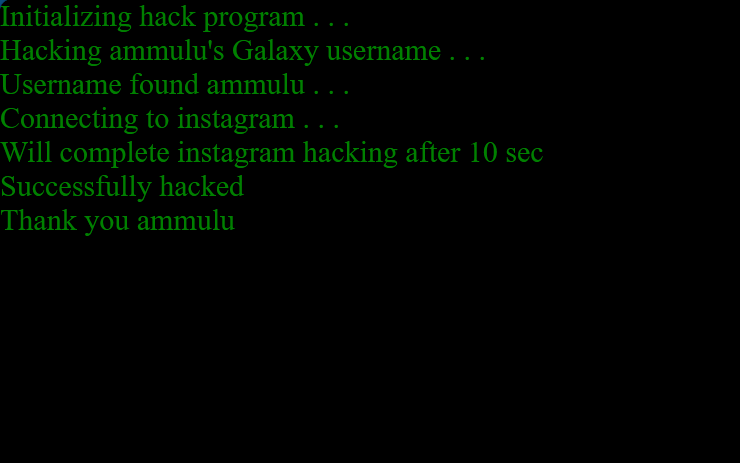 Initializing hack program . . .
Hacking ammulu's Galaxy username . . .
Username found ammulu . . .
Connecting to instagram . . .
Will complete instagram hacking after 10 sec
Successfully hacked
Thank you ammulu